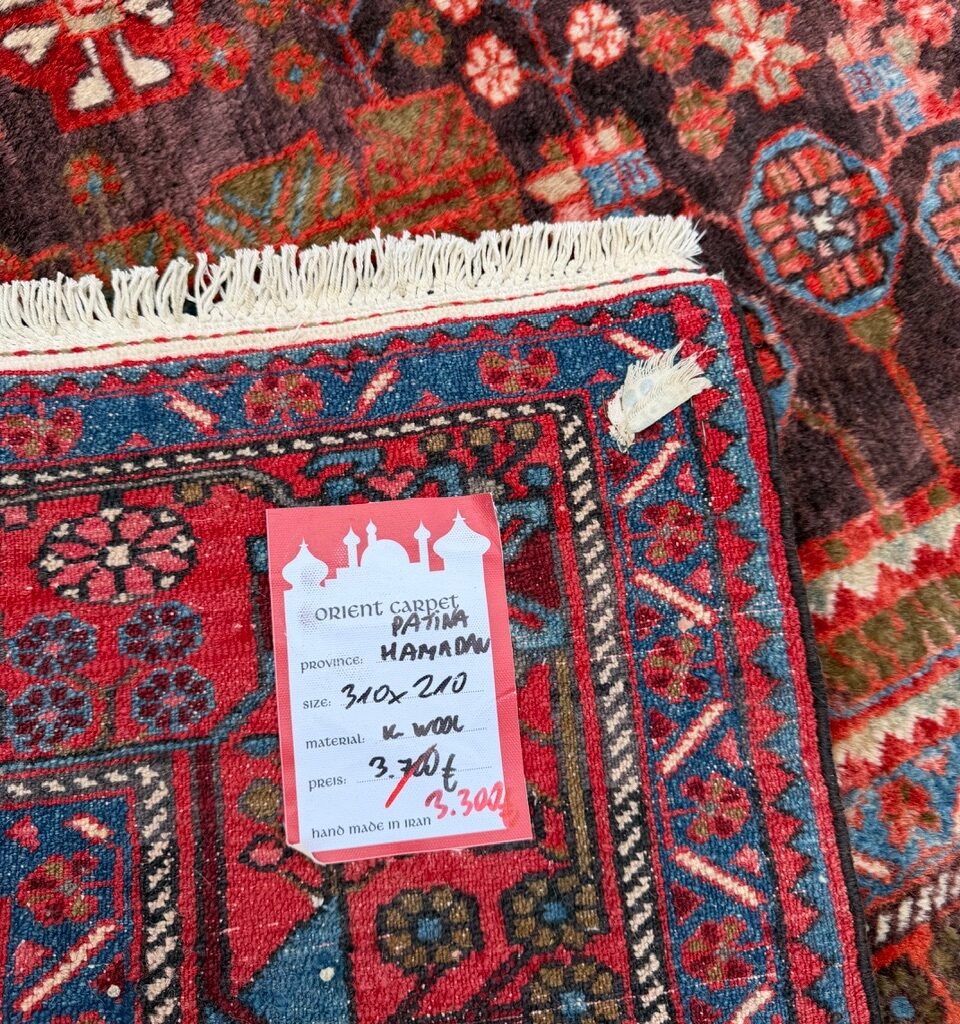 ORIENT CARPET
PATINA
PROVINCE: HAMADAN
SIZE: 310x210
MATERIAL: K WOOL
PREIS: 3.700 €
3.300€
HAND MADE IN IRAN